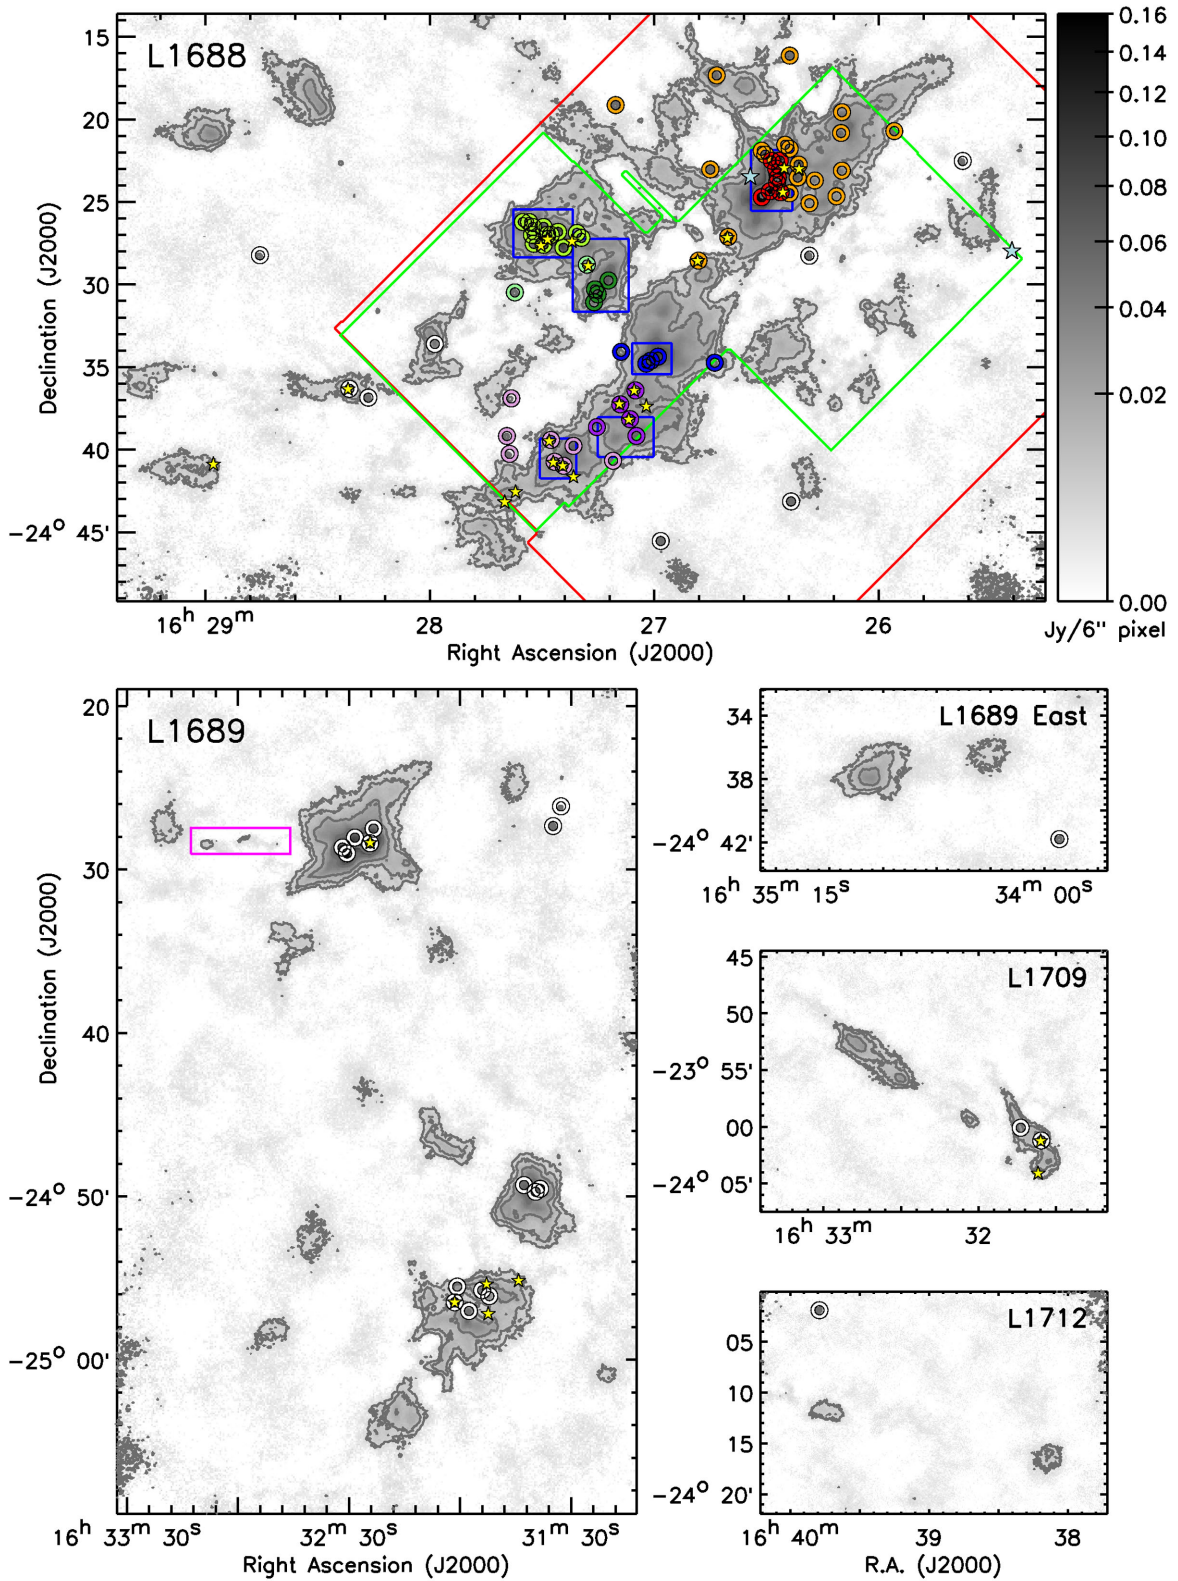 L1688
15
20
25
30
35
40
−24° 45'
Declination (J2000)
16h 29m
28
27
26
Right Ascension (J2000)
0.16
0.14
0.12
0.10
0.08
0.06
0.04
0.02
0.00
Jy/6" pixel
L1689
20
30
40
−24° 50'
−25° 00'
Declination (J2000)
16h 33m 30s
32m 30s
31m 30s
Right Ascension (J2000)
L1689 East
34
38
−24° 42'
16h 35m 15s
34m 00s
L1709
45
50
−23° 55'
00
−24° 05'
16h 33m
32
L1712
05
10
15
−24° 20'
16h 40m
39
38
R.A. (J2000)